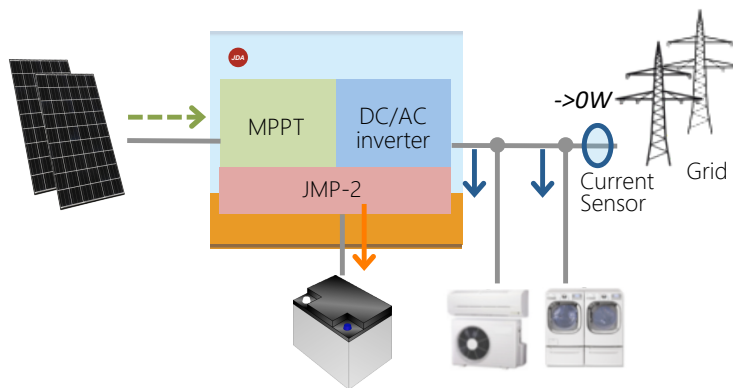 JDA
MPPT
DC/AC
inverter
JMP-2
->0W
Current
Sensor
Grid